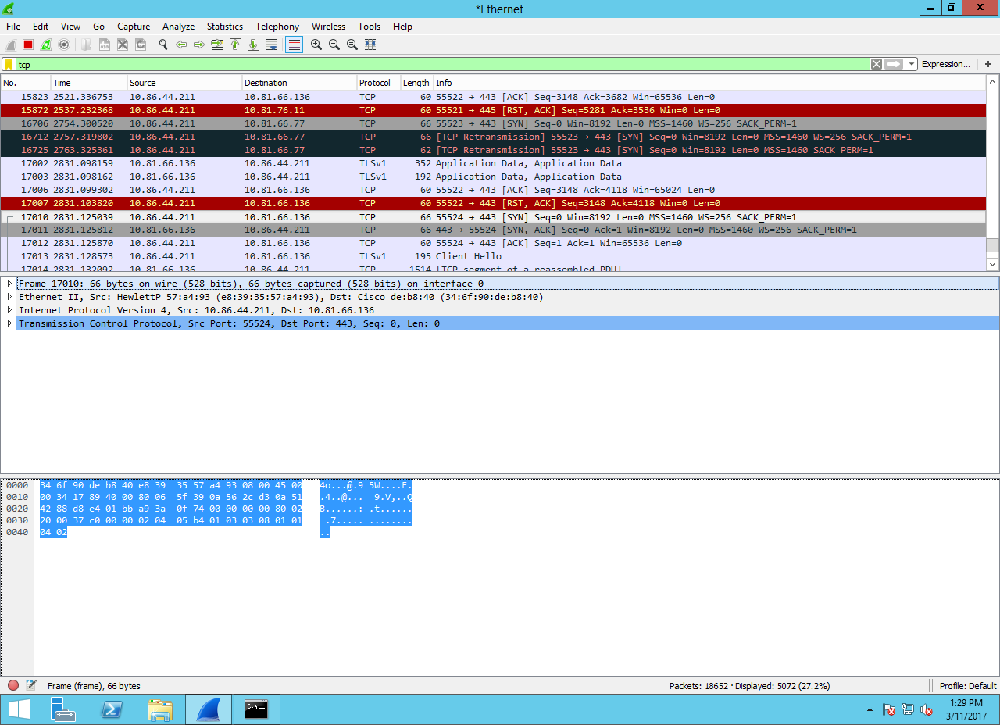 *Ethernet
File Edit View Go Capture Analyze Statistics Telephony Wireless Tools Help
tcp Expression... +
No. Time Source Destination Protocol Length Info
15823 2521.336753 10.86.44.211 10.81.66.136 TCP 60 55522 → 443 [ACK] Seq=3148 Ack=3682 Win=65536 Len=0
15872 2537.232368 10.86.44.211 10.81.76.11 TCP 60 55521 → 445 [RST, ACK] Seq=5281 Ack=3536 Win=0 Len=0
16706 2754.300520 10.86.44.211 10.81.66.77 TCP 66 55523 → 443 [SYN] Seq=0 Win=8192 Len=0 MSS=1460 WS=256 SACK_PERM=1
16712 2757.319802 10.86.44.211 10.81.66.77 TCP 66 [TCP Retransmission] 55523 → 443 [SYN] Seq=0 Win=8192 Len=0 MSS=1460 WS=256 SACK_PERM=1
16725 2763.325361 10.86.44.211 10.81.66.77 TCP 62 [TCP Retransmission] 55523 → 443 [SYN] Seq=0 Win=8192 Len=0 MSS=1460 SACK_PERM=1
17002 2831.098159 10.81.66.136 10.86.44.211 TLSv1 352 Application Data, Application Data
17003 2831.098162 10.81.66.136 10.86.44.211 TLSv1 192 Application Data, Application Data
17006 2831.099302 10.86.44.211 10.81.66.136 TCP 60 55522 → 443 [ACK] Seq=3148 Ack=4118 Win=65024 Len=0
17007 2831.103820 10.86.44.211 10.81.66.136 TCP 60 55522 → 443 [RST, ACK] Seq=3148 Ack=4118 Win=0 Len=0
17010 2831.125039 10.86.44.211 10.81.66.136 TCP 66 55524 → 443 [SYN] Seq=0 Win=8192 Len=0 MSS=1460 WS=256 SACK_PERM=1
17011 2831.125812 10.81.66.136 10.86.44.211 TCP 66 443 → 55524 [SYN, ACK] Seq=0 Ack=1 Win=8192 Len=0 MSS=1460 WS=256 SACK_PERM=1
17012 2831.125870 10.86.44.211 10.81.66.136 TCP 60 55524 → 443 [ACK] Seq=1 Ack=1 Win=65536 Len=0
17013 2831.128573 10.86.44.211 10.81.66.136 TLSv1 195 Client Hello
17014 2831.132092 10.81.66.136 10.86.44.211 TCP 1514 [TCP segment of a reassembled PDU]
Frame 17010: 66 bytes on wire (528 bits), 66 bytes captured (528 bits) on interface 0
Ethernet II, Src: HewlettP_57:a4:93 (e8:39:35:57:a4:93), Dst: Cisco_de:b8:40 (34:6f:90:de:b8:40)
Internet Protocol Version 4, Src: 10.86.44.211, Dst: 10.81.66.136
Transmission Control Protocol, Src Port: 55524, Dst Port: 443, Seq: 0, Len: 0
0000 34 6f 90 de b8 40 e8 39 35 57 a4 93 08 00 45 00 4o...@.9 5W....E.
0010 00 34 17 89 40 00 80 06 5f 39 0a 56 2c d3 0a 51 .4..@... _9.V,..Q
0020 42 88 d8 e4 01 bb a9 3a 0f 74 00 00 00 00 80 02 B......: .t......
0030 20 00 37 c0 00 00 02 04 05 b4 01 03 03 08 01 01 .7..... ........
0040 04 02 ..
Frame (frame), 66 bytes Packets: 18652 · Displayed: 5072 (27.2%) Profile: Default
C:\
1:29 PM
3/11/2017